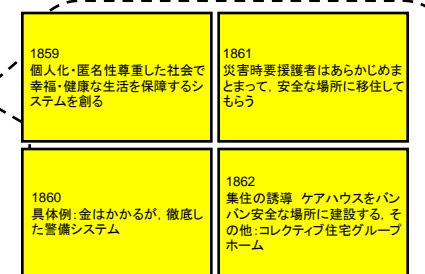 1859
個人化・匿名性尊重した社会で
幸福・健康な生活を保障するシ
ステムを創る
1861
災害時要援護者はあらかじめま
とまって，安全な場所に移住して
もらう
1860
具体例：金はかかるが，徹底し
た警備システム
1862
集住の誘導 ケアハウスをバン
バン安全な場所に建設する，そ
の他：コレクティブ住宅グループ
ホーム